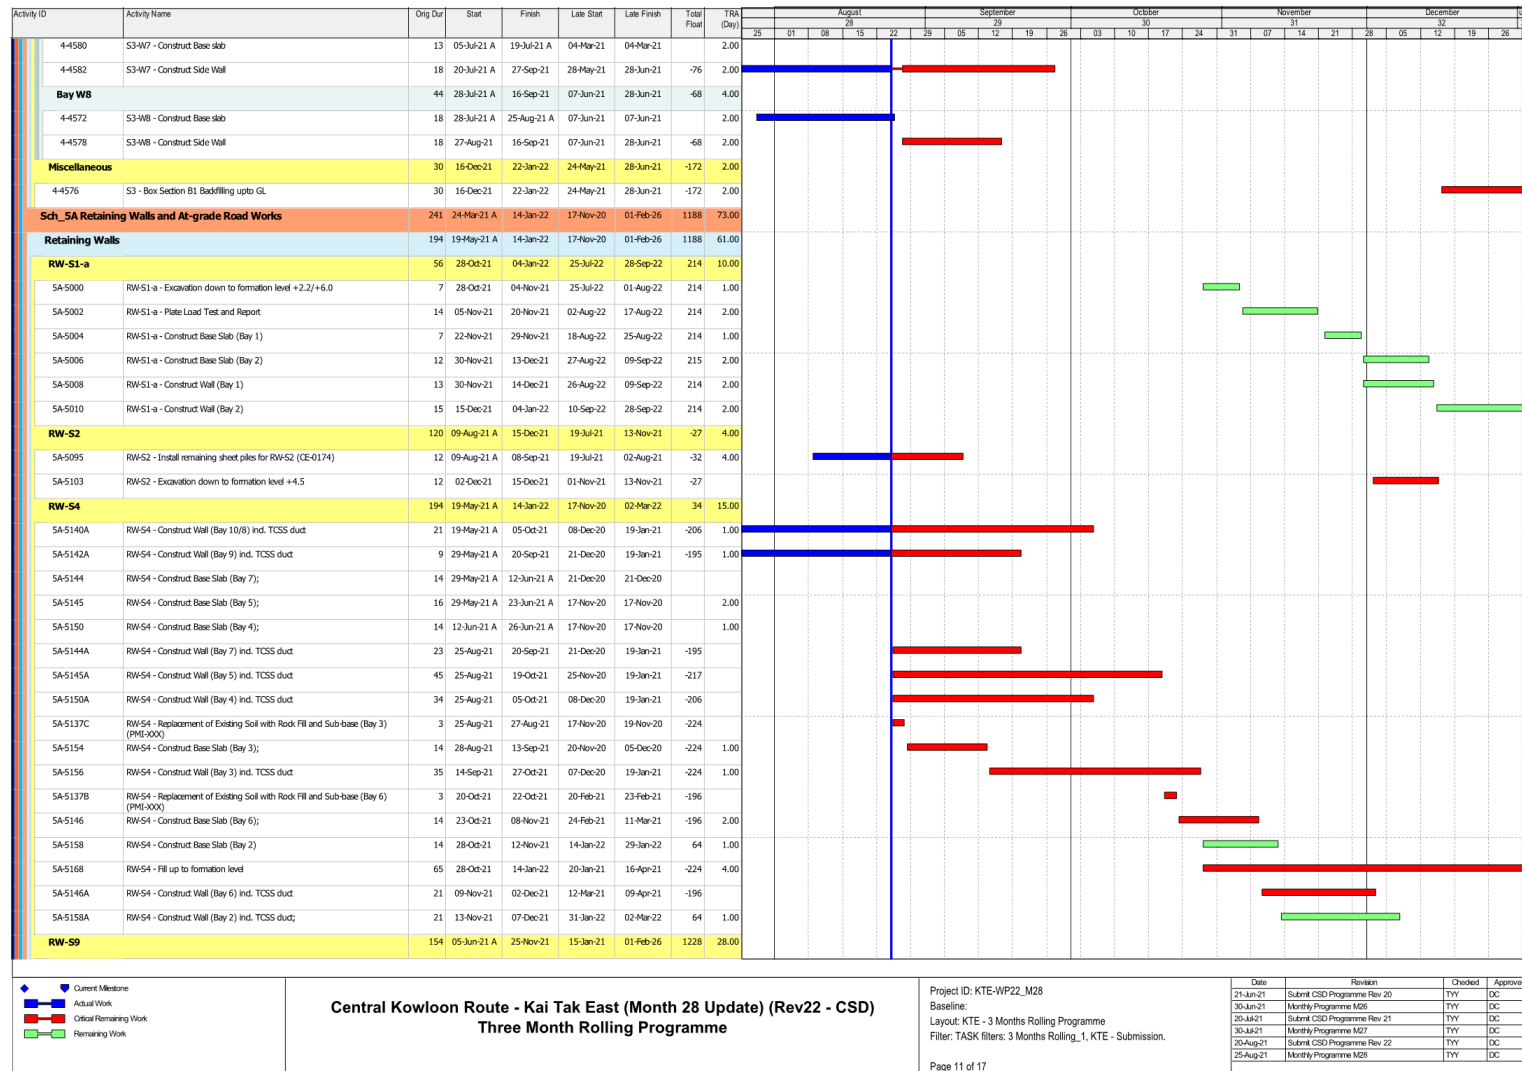 Activity ID Activity Name Orig Dur Start Finish Late Start Late Finish Total Float TRA (Day) August September October November December
28 29 30 31 32
25 01 08 15 22 29 05 12 19 26 03 10 17 24 31 07 14 21 28 05 12 19 26
4-4580 S3-W7 - Construct Base slab 13 05-Jul-21 A 19-Jul-21 A 04-Mar-21 04-Mar-21 2.00
4-4582 S3-W7 - Construct Side Wall 18 20-Jul-21 A 27-Sep-21 28-May-21 28-Jun-21 -76 2.00
Bay W8 44 28-Jul-21 A 16-Sep-21 07-Jun-21 28-Jun-21 -68 4.00
4-4572 S3-W8 - Construct Base slab 18 28-Jul-21 A 25-Aug-21 A 07-Jun-21 07-Jun-21 2.00
4-4578 S3-W8 - Construct Side Wall 18 27-Aug-21 16-Sep-21 07-Jun-21 28-Jun-21 -68 2.00
Miscellaneous 30 16-Dec-21 22-Jan-22 24-May-21 28-Jun-21 -172 2.00
4-4576 S3 - Box Section B1 Backfilling upto GL 30 16-Dec-21 22-Jan-22 24-May-21 28-Jun-21 -172 2.00
Sch_5A Retaining Walls and At-grade Road Works 241 24-Mar-21 A 14-Jan-22 17-Nov-20 01-Feb-26 1188 73.00
Retaining Walls 194 19-May-21 A 14-Jan-22 17-Nov-20 01-Feb-26 1188 61.00
RW-S1-a 56 28-Oct-21 04-Jan-22 25-Jul-22 28-Sep-22 214 10.00
5A-5000 RW-S1-a - Excavation down to formation level +2.2/+6.0 7 28-Oct-21 04-Nov-21 25-Jul-22 01-Aug-22 214 1.00
5A-5002 RW-S1-a - Plate Load Test and Report 14 05-Nov-21 20-Nov-21 02-Aug-22 17-Aug-22 214 2.00
5A-5004 RW-S1-a - Construct Base Slab (Bay 1) 7 22-Nov-21 29-Nov-21 18-Aug-22 25-Aug-22 214 1.00
5A-5006 RW-S1-a - Construct Base Slab (Bay 2) 12 30-Nov-21 13-Dec-21 27-Aug-22 09-Sep-22 215 2.00
5A-5008 RW-S1-a - Construct Wall (Bay 1) 13 30-Nov-21 14-Dec-21 26-Aug-22 09-Sep-22 214 2.00
5A-5010 RW-S1-a - Construct Wall (Bay 2) 15 15-Dec-21 04-Jan-22 10-Sep-22 28-Sep-22 214 2.00
RW-S2 120 09-Aug-21 A 15-Dec-21 19-Jul-21 13-Nov-21 -27 4.00
5A-5095 RW-S2 - Install remaining sheet piles for RW-S2 (CE-0174) 12 09-Aug-21 A 08-Sep-21 19-Jul-21 02-Aug-21 -32 4.00
5A-5103 RW-S2 - Excavation down to formation level +4.5 12 02-Dec-21 15-Dec-21 01-Nov-21 13-Nov-21 -27
RW-S4 194 19-May-21 A 14-Jan-22 17-Nov-20 02-Mar-22 34 15.00
5A-5140A RW-S4 - Construct Wall (Bay 10/8) ind. TCSS duct 21 19-May-21 A 05-Oct-21 08-Dec-20 19-Jan-21 -206 1.00
5A-5142A RW-S4 - Construct Wall (Bay 9) ind. TCSS duct 9 29-May-21 A 20-Sep-21 21-Dec-20 19-Jan-21 -195 1.00
5A-5144 RW-S4 - Construct Base Slab (Bay 7); 14 29-May-21 A 12-Jun-21 A 21-Dec-20 21-Dec-20
5A-5145 RW-S4 - Construct Base Slab (Bay 5); 16 29-May-21 A 23-Jun-21 A 17-Nov-20 17-Nov-20 2.00
5A-5150 RW-S4 - Construct Base Slab (Bay 4); 14 12-Jun-21 A 26-Jun-21 A 17-Nov-20 17-Nov-20 1.00
5A-5144A RW-S4 - Construct Wall (Bay 7) ind. TCSS duct 23 25-Aug-21 20-Sep-21 21-Dec-20 19-Jan-21 -195
5A-5145A RW-S4 - Construct Wall (Bay 5) ind. TCSS duct 45 25-Aug-21 19-Oct-21 25-Nov-20 19-Jan-21 -217
5A-5150A RW-S4 - Construct Wall (Bay 4) ind. TCSS duct 34 25-Aug-21 05-Oct-21 08-Dec-20 19-Jan-21 -206
5A-5137C RW-S4 - Replacement of Existing Soil with Rock Fill and Sub-base (Bay 3) 3 25-Aug-21 27-Aug-21 17-Nov-20 19-Nov-20 -224
(PMI-XXX)
5A-5154 RW-S4 - Construct Base Slab (Bay 3); 14 28-Aug-21 13-Sep-21 20-Nov-20 05-Dec-20 -224 1.00
5A-5156 RW-S4 - Construct Wall (Bay 3) ind. TCSS duct 35 14-Sep-21 27-Oct-21 07-Dec-20 19-Jan-21 -224 1.00
5A-5137B RW-S4 - Replacement of Existing Soil with Rock Fill and Sub-base (Bay 6) 3 20-Oct-21 22-Oct-21 20-Feb-21 23-Feb-21 -196
(PMI-XXX)
5A-5146 RW-S4 - Construct Base Slab (Bay 6); 14 23-Oct-21 08-Nov-21 24-Feb-21 11-Mar-21 -196 2.00
5A-5158 RW-S4 - Construct Base Slab (Bay 2) 14 28-Oct-21 12-Nov-21 14-Jan-22 29-Jan-22 64 1.00
5A-5168 RW-S4 - Fill up to formation level 65 28-Oct-21 14-Jan-22 20-Jan-21 16-Apr-21 -224 4.00
5A-5146A RW-S4 - Construct Wall (Bay 6) ind. TCSS duct 21 09-Nov-21 02-Dec-21 12-Mar-21 09-Apr-21 -196
5A-5158A RW-S4 - Construct Wall (Bay 2) ind. TCSS duct; 21 13-Nov-21 07-Dec-21 31-Jan-22 02-Mar-22 64 1.00
RW-S9 154 05-Jun-21 A 25-Nov-21 15-Jan-21 01-Feb-26 1228 28.00
Current Milestone
Actual Work
Critical Remaining Work
Remaining Work
Central Kowloon Route - Kai Tak East (Month 28 Update) (Rev22 - CSD)
Three Month Rolling Programme
Project ID: KTE-WP22_M28
Baseline:
Layout: KTE - 3 Months Rolling Programme
Filter: TASK filters: 3 Months Rolling_1, KTE - Submission.
Page 11 of 17
Date Revision Checked Approved
21-Jun-21 Submit CSD Programme Rev 20 TYY DC
30-Jun-21 Monthly Programme M26 TYY DC
20-Jul-21 Submit CSD Programme Rev 21 TYY DC
30-Jul-21 Monthly Programme M27 TYY DC
20-Aug-21 Submit CSD Programme Rev 22 TYY DC
25-Aug-21 Monthly Programme M28 TYY DC